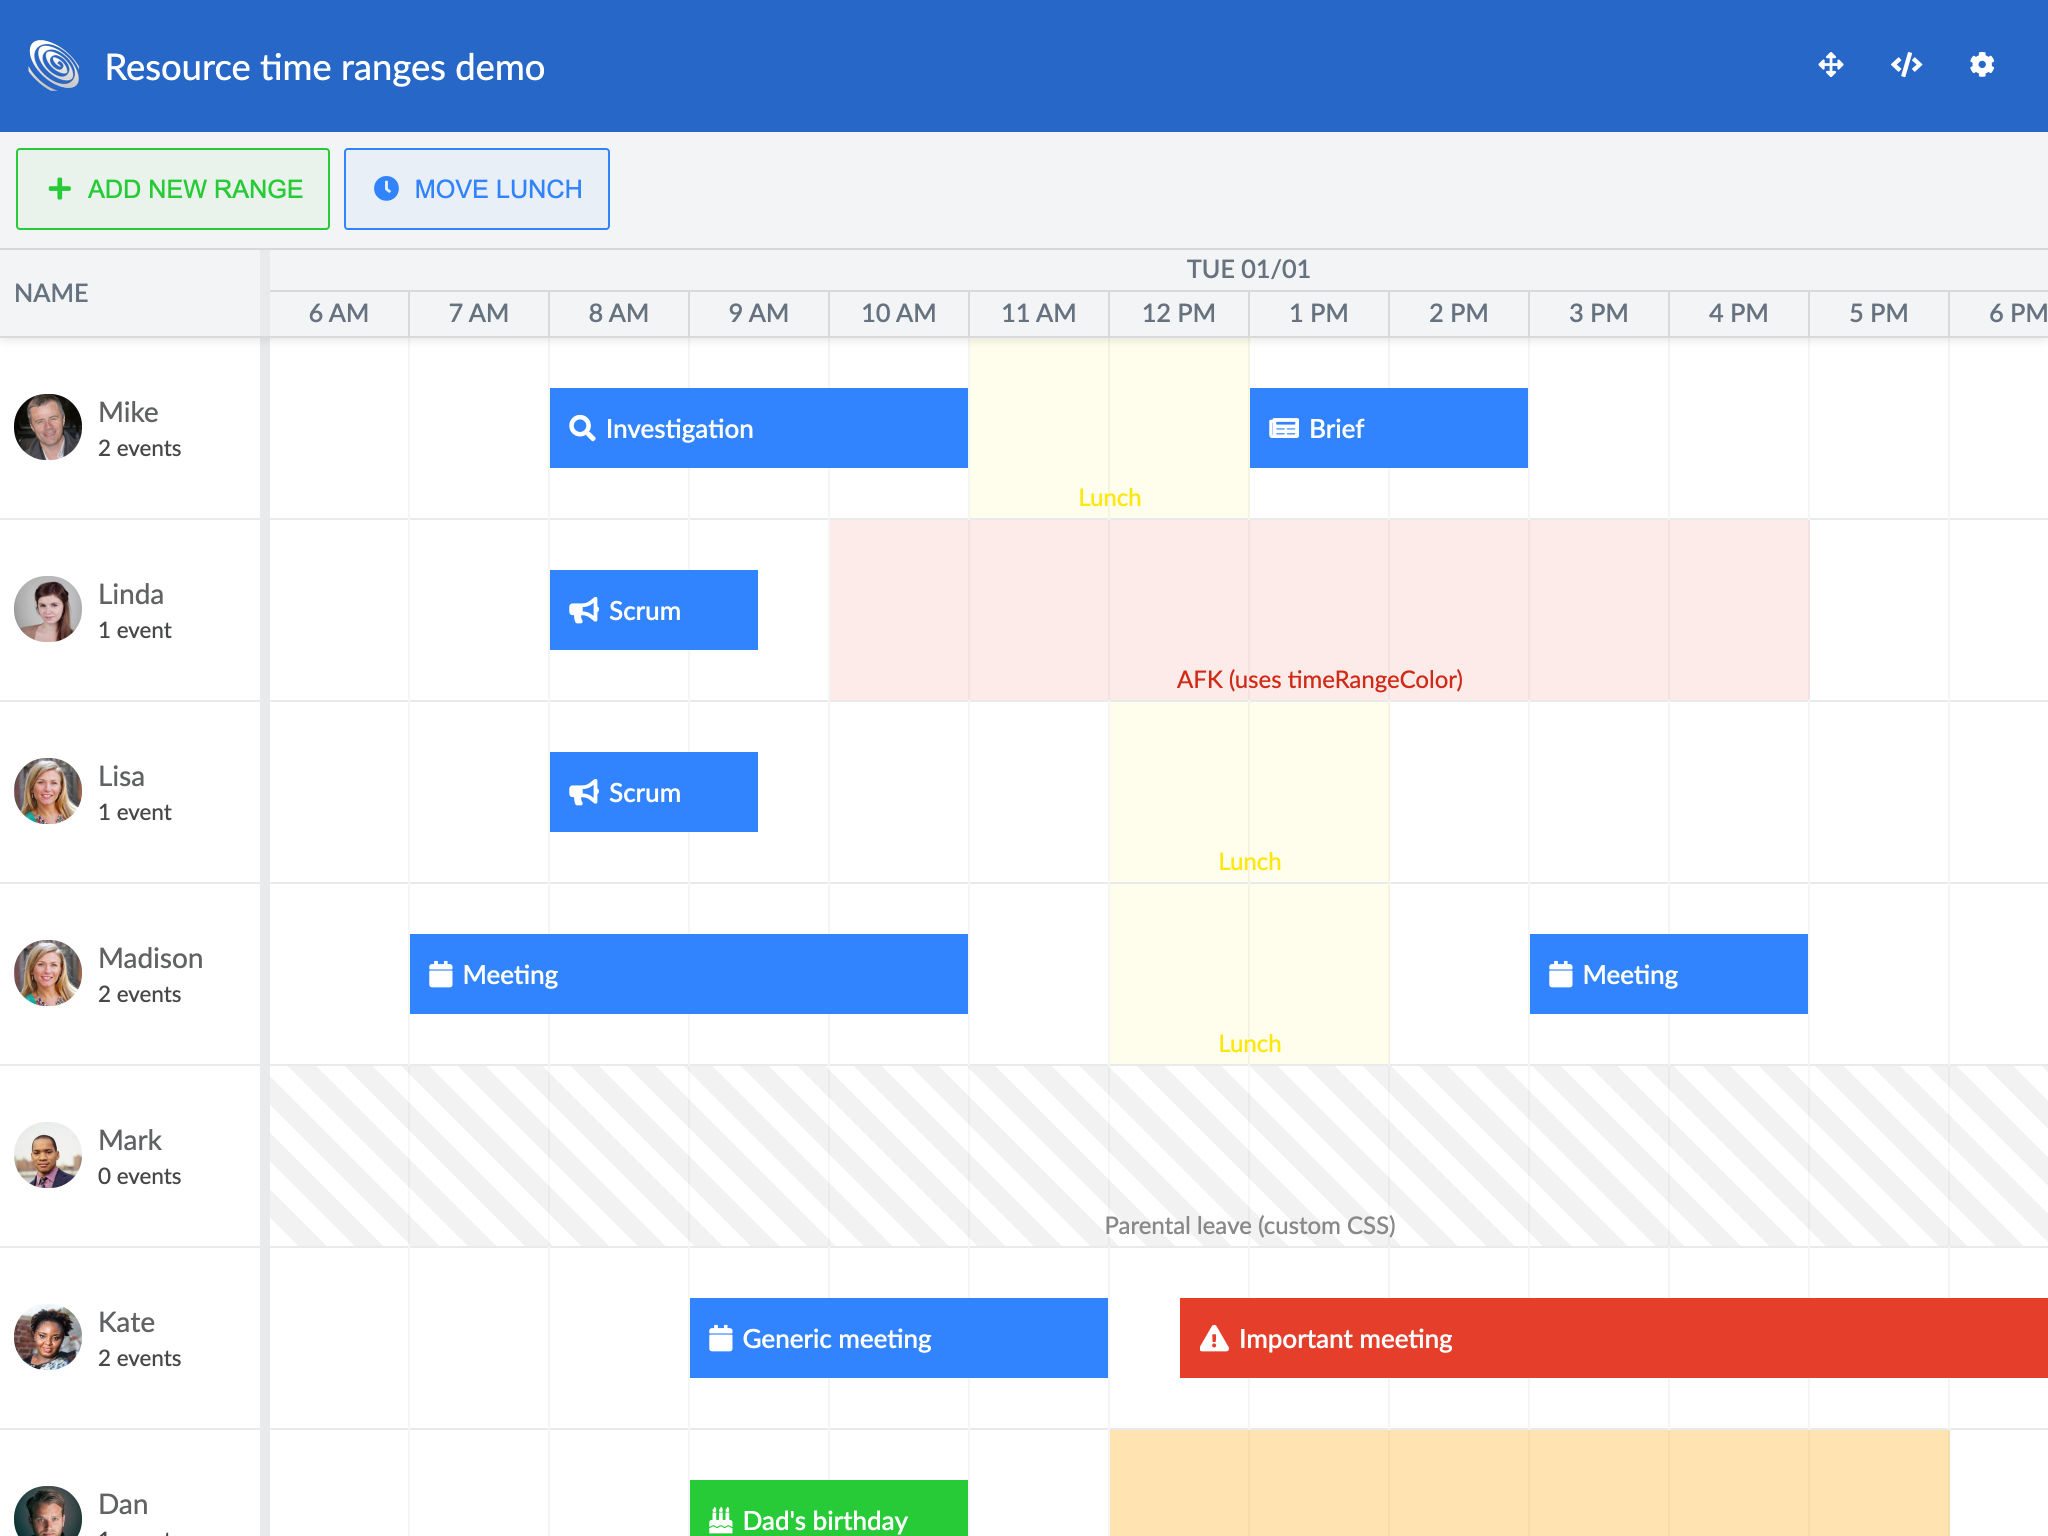 Resource time ranges demo
ADD NEW RANGE
MOVE LUNCH
NAME
TUE 01/01
6 AM 7 AM 8 AM 9 AM 10 AM 11 AM 12 PM 1 PM 2 PM 3 PM 4 PM 5 PM 6 PM
Mike
2 events
Investigation
Brief
Lunch
Linda
1 event
Scrum
AFK (uses timeRangeColor)
Lisa
1 event
Scrum
Lunch
Madison
2 events
Meeting
Meeting
Lunch
Mark
0 events
Parental leave (custom CSS)
Kate
2 events
Generic meeting
Important meeting
Dan
Dad's birthday